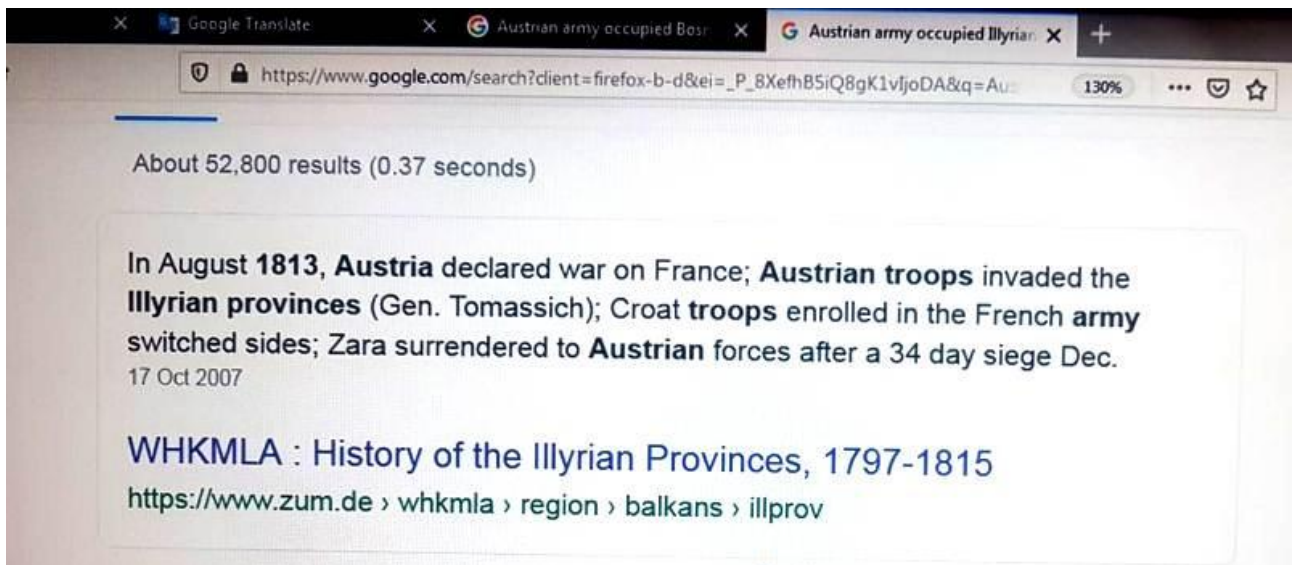 Google Translate
Austrian army occupied Bosr
Austrian army occupied Illyrian
https://www.google.com/search?client=firefox-b-d&ei=_P_8XefhB5iQ8gK1vIjoDA&q=Aus
130%
About 52,800 results (0.37 seconds)
In August 1813, Austria declared war on France; Austrian troops invaded the
Illyrian provinces (Gen. Tomassich); Croat troops enrolled in the French army
switched sides; Zara surrendered to Austrian forces after a 34 day siege Dec.
17 Oct 2007
WHKMLA : History of the Illyrian Provinces, 1797-1815
https://www.zum.de › whkmla › region › balkans › illprov